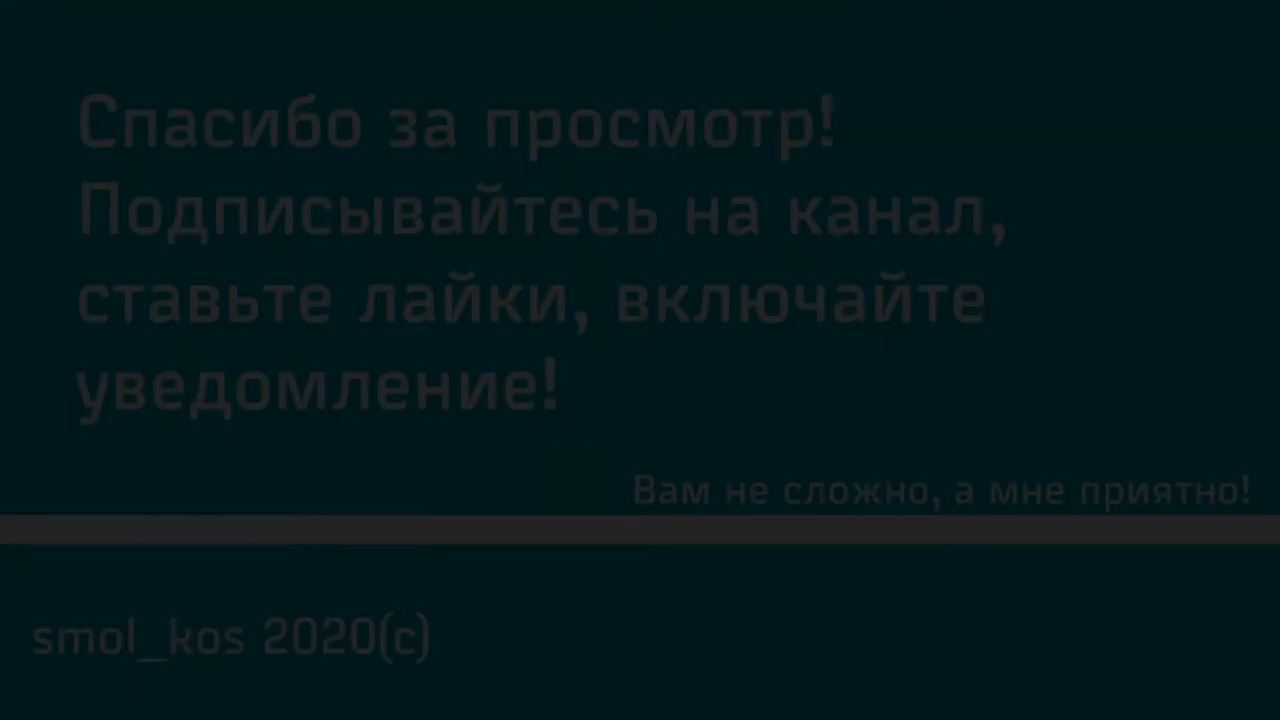 Спасибо за просмотр!
Подписывайтесь на канал,
ставьте лайки, включайте
уведомление!
Вам не сложно, а мне приятно!
smol_kos 2020(c)